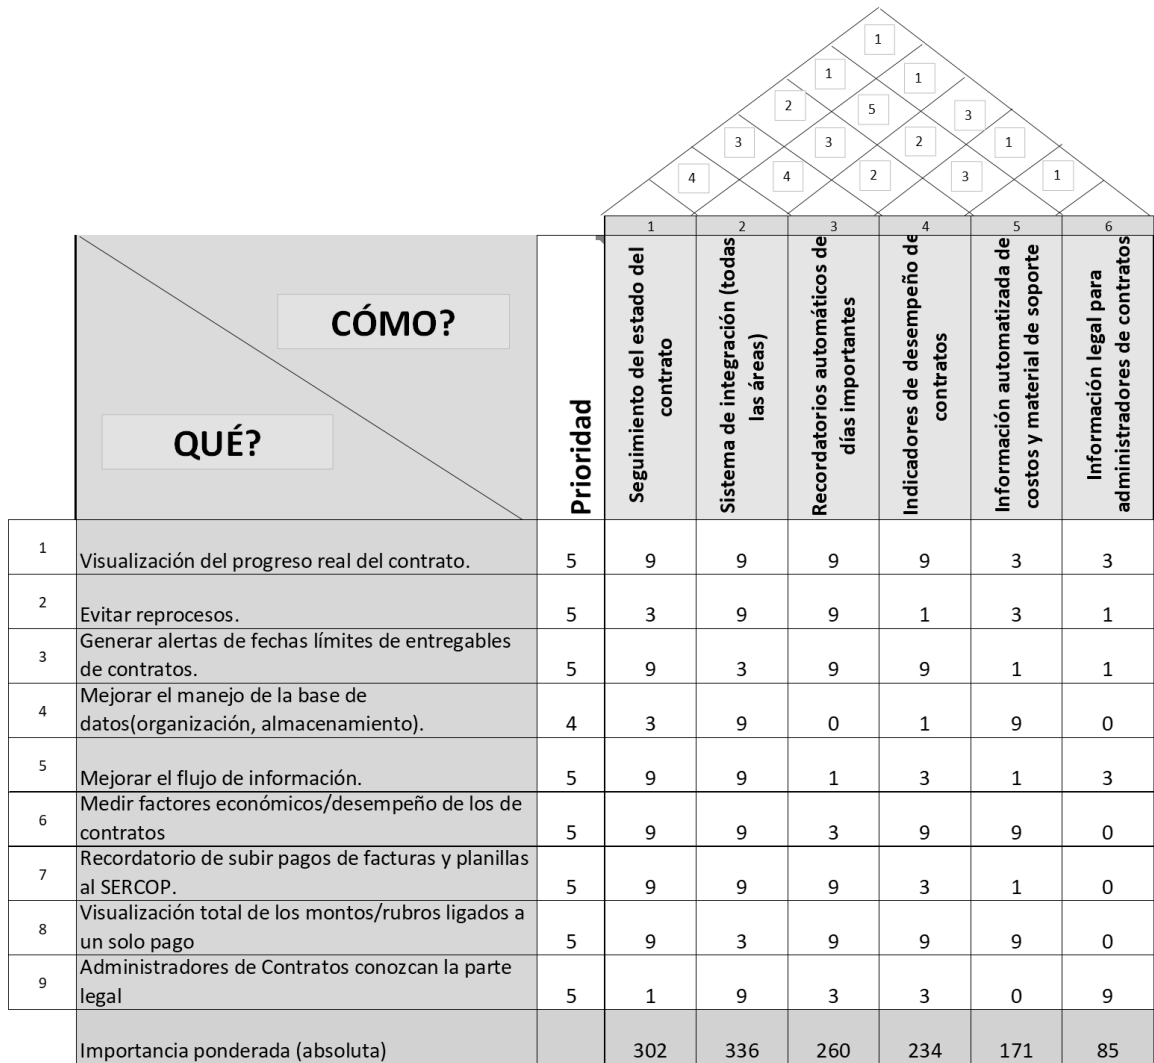 1
1 1
2 5 3
3 3 2 1
4 4 2 3 1
1 2 3 4 5 6
CÓMO?
QUÉ?
Prioridad
Seguimiento del estado del
contrato
Sistema de integración (todas
las áreas)
Recordatorios automáticos de
días importantes
Indicadores de desempeño de
contratos
Información automatizada de
costos y material de soporte
Información legal para
administradores de contratos
1 Visualización del progreso real del contrato. 5 9 9 9 9 3 3
2 Evitar reprocesos. 5 3 9 9 1 3 1
3 Generar alertas de fechas límites de entregables
de contratos. 5 9 3 9 9 1 1
4 Mejorar el manejo de la base de
datos(organización, almacenamiento). 4 3 9 0 1 9 0
5 Mejorar el flujo de información. 5 9 9 1 3 1 3
6 Medir factores económicos/desempeño de los de
contratos 5 9 9 3 9 9 0
7 Recordatorio de subir pagos de facturas y planillas
al SERCOP. 5 9 9 9 3 1 0
8 Visualización total de los montos/rubros ligados a
un solo pago 5 9 3 9 9 9 0
9 Administradores de Contratos conozcan la parte
legal 5 1 9 3 3 0 9
Importancia ponderada (absoluta) 302 336 260 234 171 85